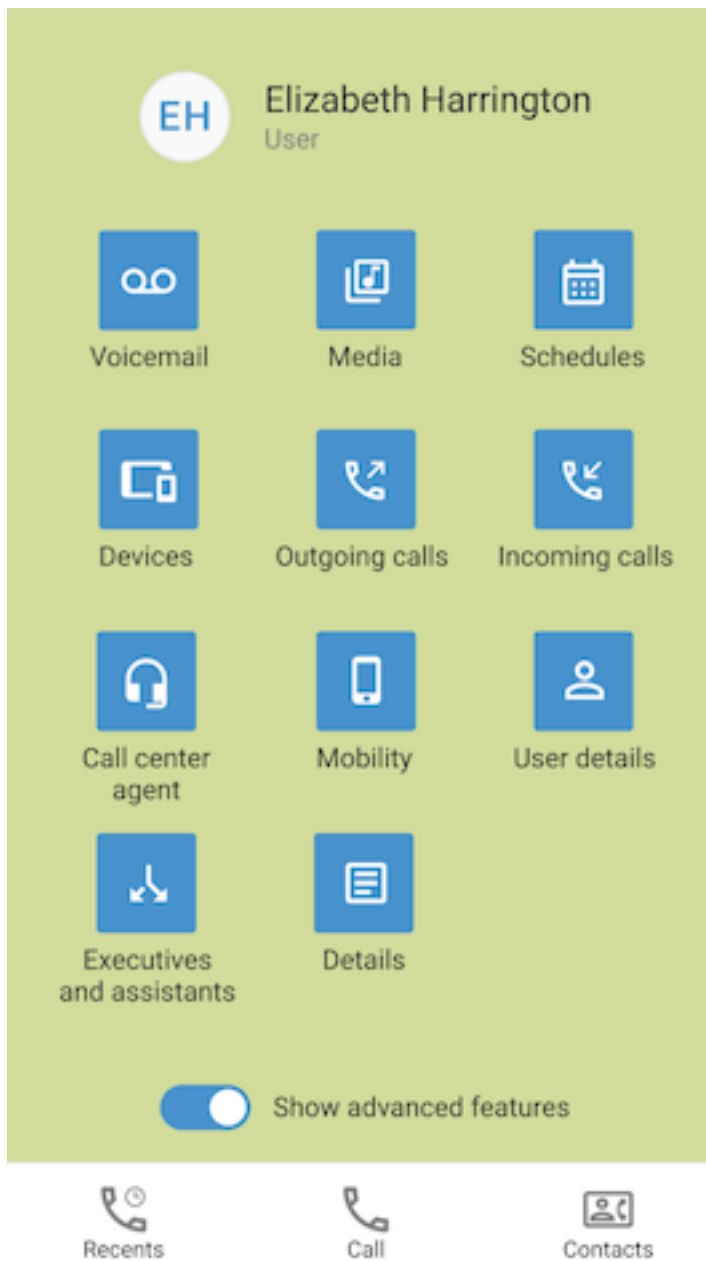 EH
Elizabeth Harrington
User
Voicemail
Media
Schedules
Devices
Outgoing calls
Incoming calls
Call center
agent
Mobility
User details
Executives
and assistants
Details
Show advanced features
Recents
Call
Contacts